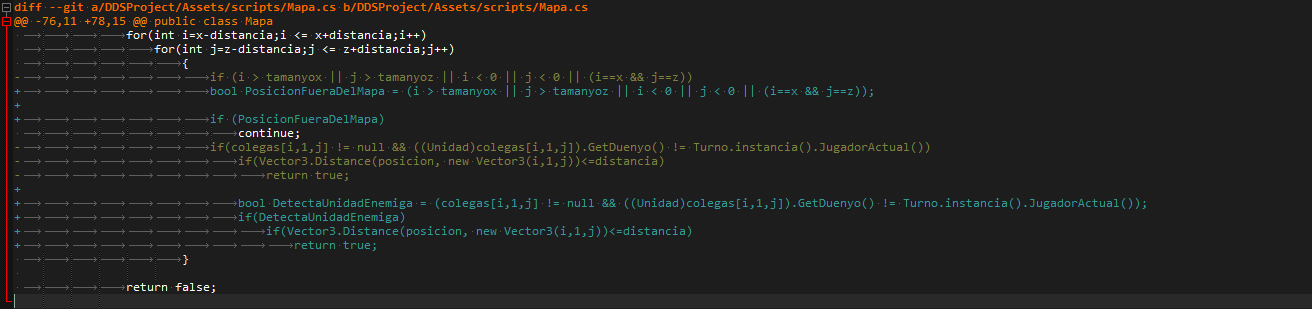 diff --git a/DDSProject/Assets/scripts/Mapa.cs b/DDSProject/Assets/scripts/Mapa.cs
@@ -76,11 +78,15 @@ public class Mapa
for(int i=x-distancia;i <= x+distancia;i++)
for(int j=z-distancia;j <= z+distancia;j++)
{
- if (i > tamanyox || j > tamanyoz || i < 0 || j < 0 || (i==x && j==z))
+ bool PosicionFueraDelMapa = (i > tamanyox || j > tamanyoz || i < 0 || j < 0 || (i==x && j==z));
+
+ if (PosicionFueraDelMapa)
continue;
- if(colegas[i,1,j] != null && ((Unidad)colegas[i,1,j]).GetDuenyo() != Turno.instancia().JugadorActual())
- if(Vector3.Distance(posicion, new Vector3(i,1,j))<=distancia)
- return true;
+
+ bool DetectaUnidadEnemiga = (colegas[i,1,j] != null && ((Unidad)colegas[i,1,j]).GetDuenyo() != Turno.instancia().JugadorActual());
+ if(DetectaUnidadEnemiga)
+ if(Vector3.Distance(posicion, new Vector3(i,1,j))<=distancia)
+ return true;
}
return false;